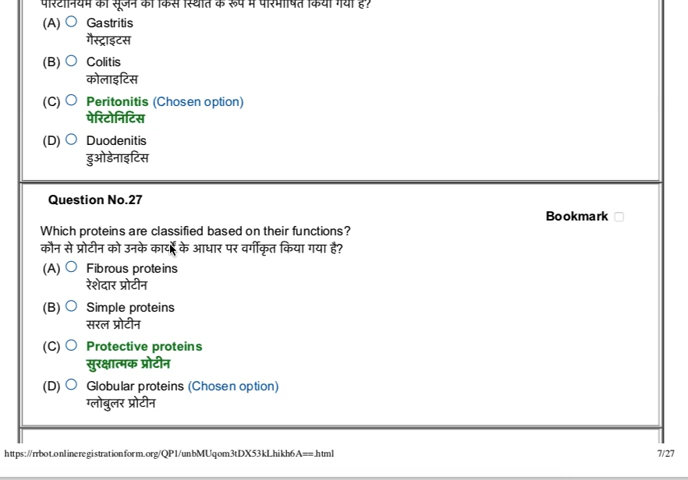 पेरिटोनियम की सूजन को किस स्थिति के रूप में परिभाषित किया गया है?
(A) Gastritis
गैस्ट्राइटस
(B) Colitis
कोलाइटिस
(C) Peritonitis (Chosen option)
पेरिटोनिटिस
(D) Duodenitis
डुओडेनाइटिस
Question No.27
Bookmark
Which proteins are classified based on their functions?
कौन से प्रोटीन को उनके कार्यों के आधार पर वर्गीकृत किया गया है?
(A) Fibrous proteins
रेशेदार प्रोटीन
(B) Simple proteins
सरल प्रोटीन
(C) Protective proteins
सुरक्षात्मक प्रोटीन
(D) Globular proteins (Chosen option)
ग्लोबुलर प्रोटीन
https://rrbot.onlineregistrationform.org/QP1/unbMUqom3tDX53kLhikh6A==.html 7/27